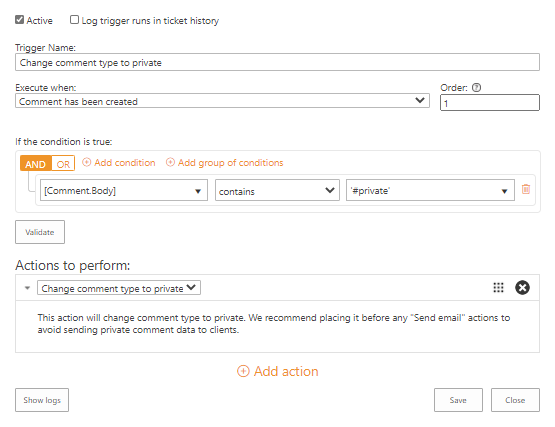 Active Log trigger runs in ticket history
Trigger Name:
Change comment type to private
Execute when: Order: ?
Comment has been created 1
If the condition is true:
AND OR Add condition Add group of conditions
[Comment.Body] contains '#private'
Validate
Actions to perform:
Change comment type to private
This action will change comment type to private. We recommend placing it before any "Send email" actions to
avoid sending private comment data to clients.
Add action
Show logs Save Close